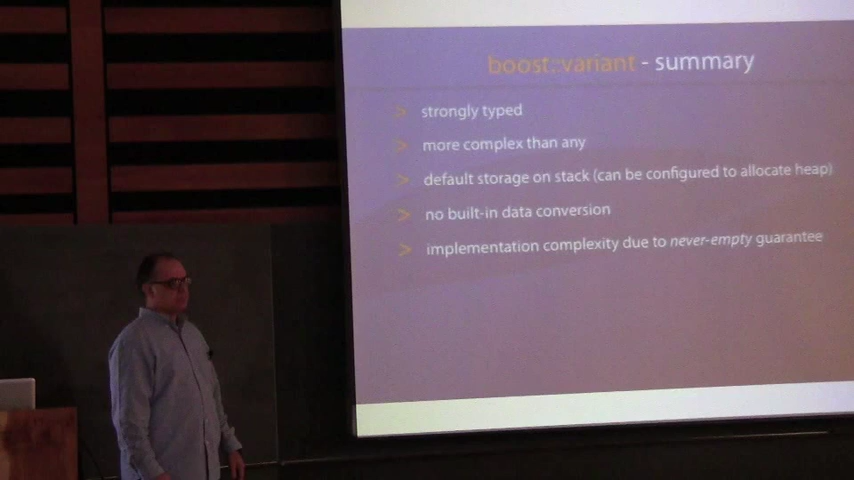 boost::variant - summary
> strongly typed
> more complex than any
> default storage on stack (can be configured to allocate heap)
> no built-in data conversion
> implementation complexity due to never-empty guarantee